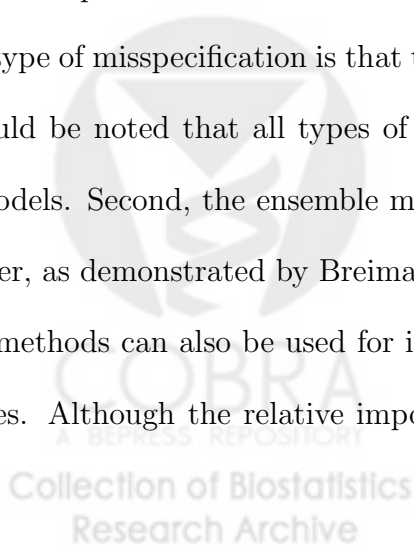 type of misspecification is that
uld be noted that all types of
odels. Second, the ensemble m
er, as demonstrated by Breima
methods can also be used for i
es. Although the relative impo
COBRA
A BEPRESS REPOSITORY
Collection of Biostatistics
Research Archive